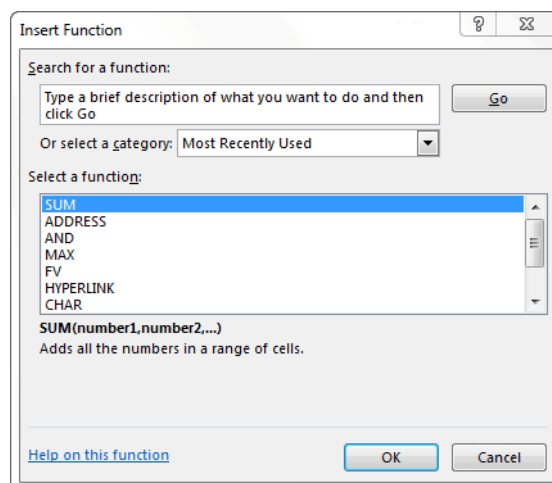 Insert Function
Search for a function:
Type a brief description of what you want to do and then
click Go
Go
Or select a category: Most Recently Used
Select a function:
SUM
ADDRESS
AND
MAX
FV
HYPERLINK
CHAR
SUM(number1,number2,...)
Adds all the numbers in a range of cells.
Help on this function
OK
Cancel